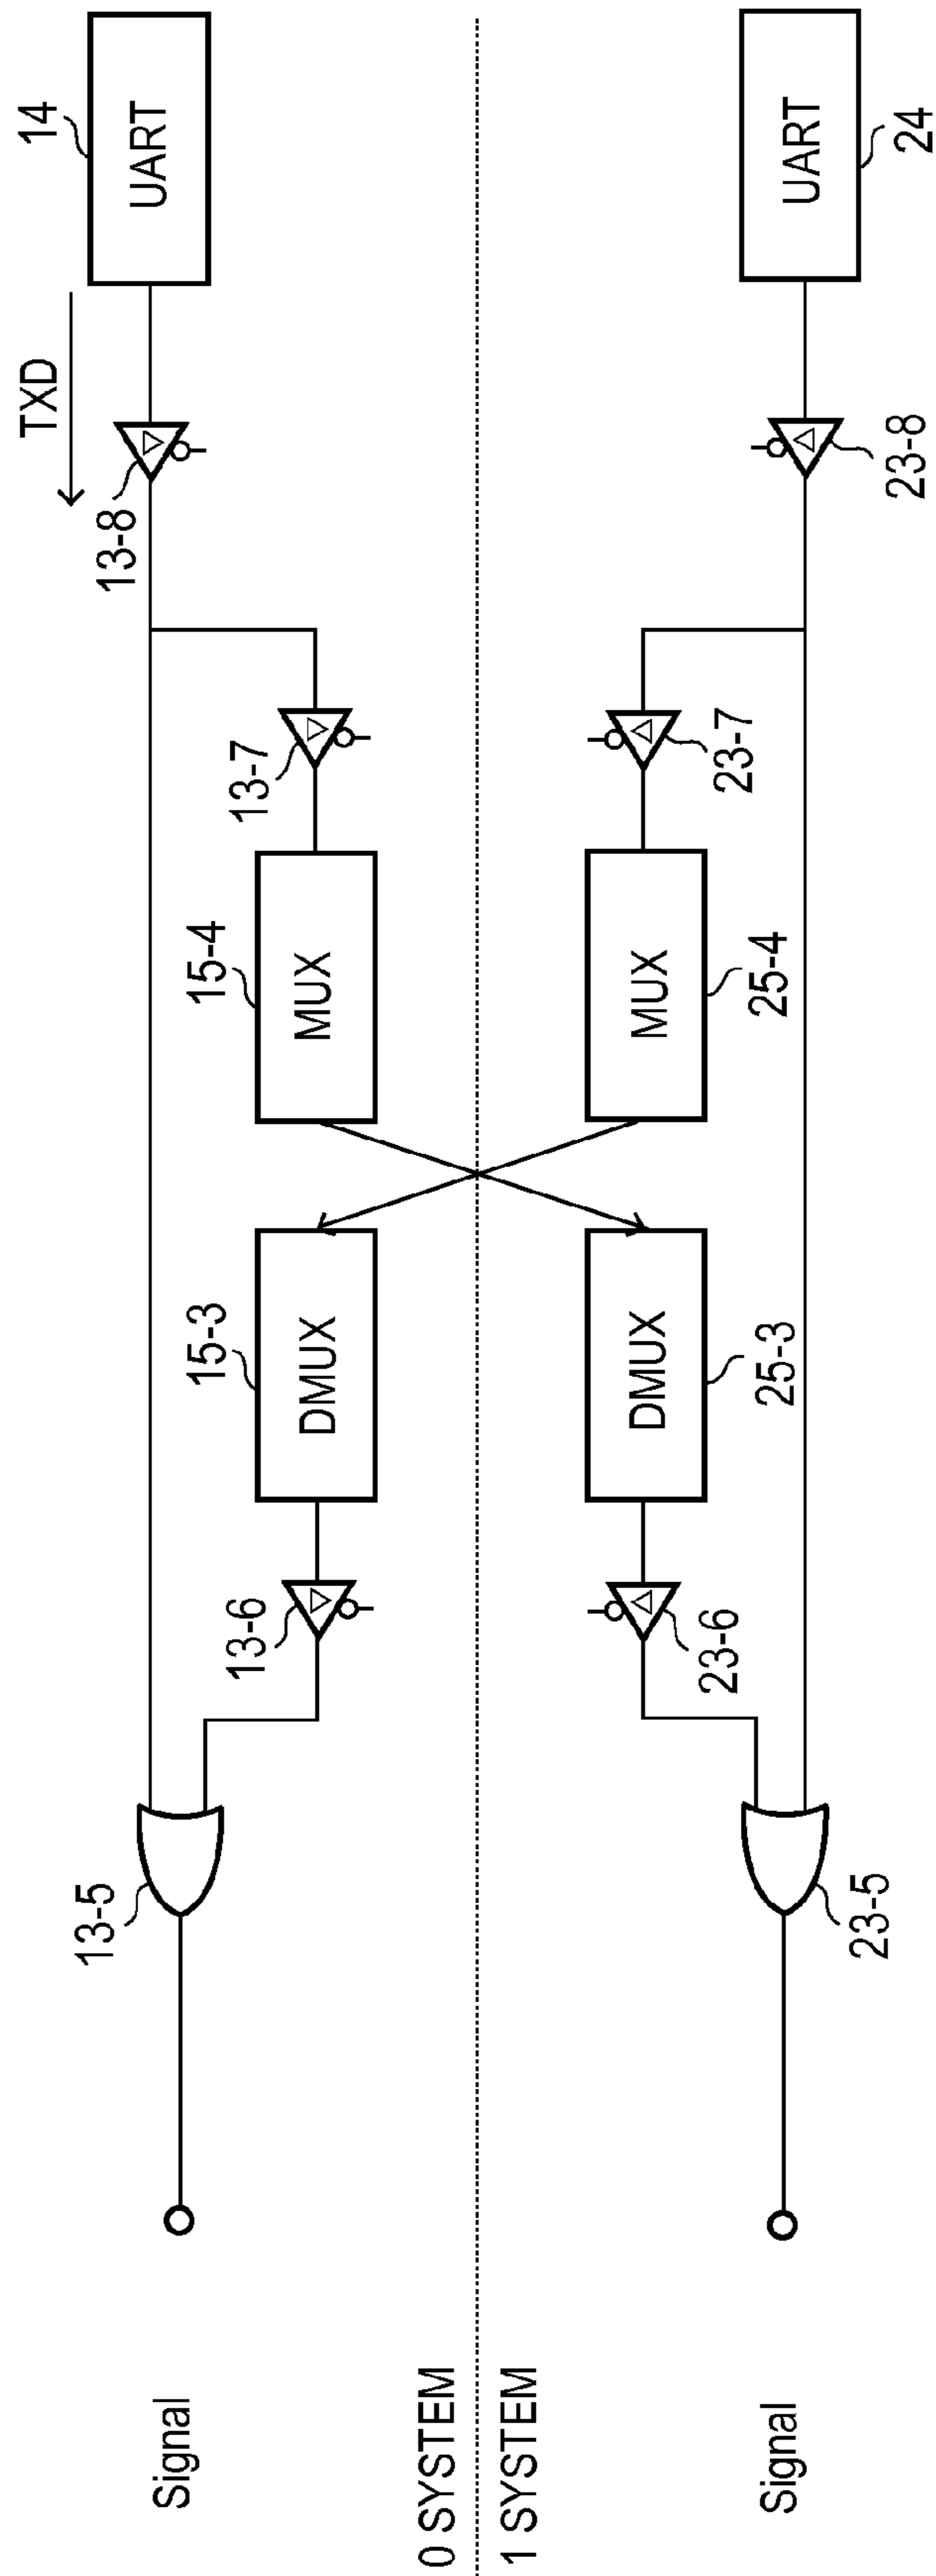 14
UART
TXD
13-8
13-7
15-4
MUX
15-3
DMUX
13-6
13-5
Signal
0 SYSTEM
1 SYSTEM
UART
24
23-8
23-7
MUX
25-4
DMUX
25-3
23-6
23-5
Signal